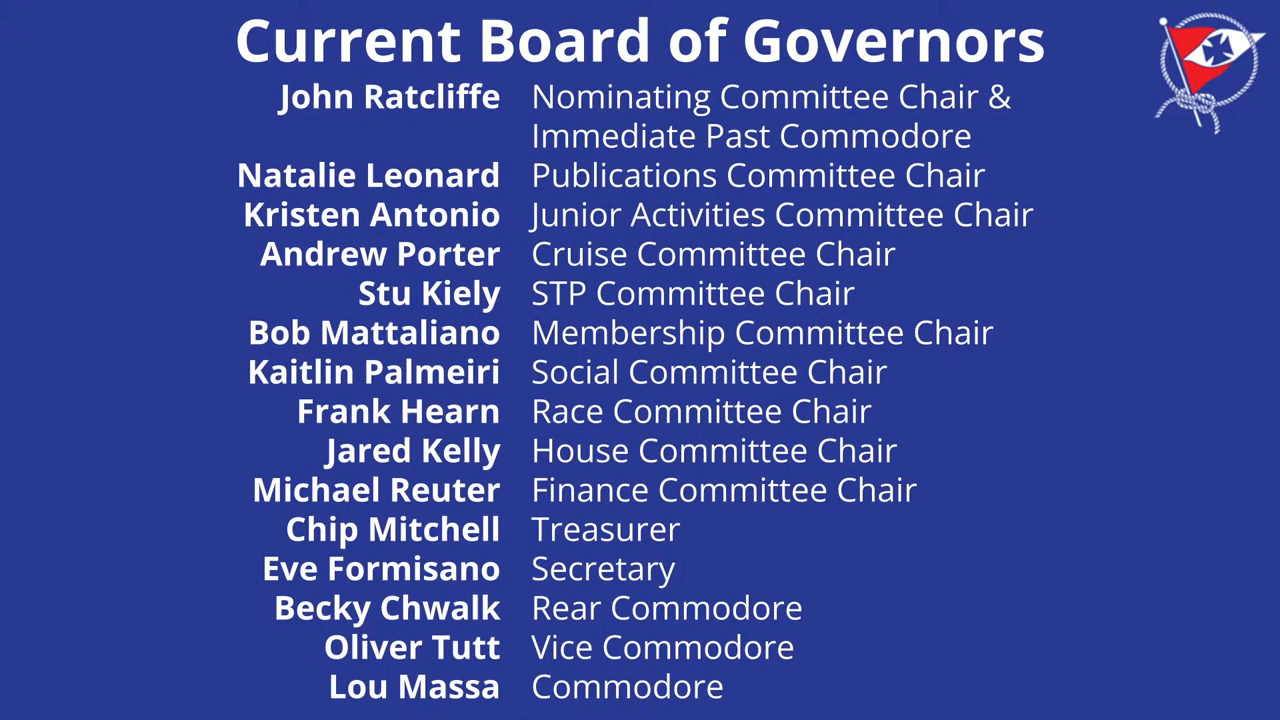 Current Board of Governors
John Ratcliffe Nominating Committee Chair &
Immediate Past Commodore
Natalie Leonard Publications Committee Chair
Kristen Antonio Junior Activities Committee Chair
Andrew Porter Cruise Committee Chair
Stu Kiely STP Committee Chair
Bob Mattaliano Membership Committee Chair
Kaitlin Palmeiri Social Committee Chair
Frank Hearn Race Committee Chair
Jared Kelly House Committee Chair
Michael Reuter Finance Committee Chair
Chip Mitchell Treasurer
Eve Formisano Secretary
Becky Chwalk Rear Commodore
Oliver Tutt Vice Commodore
Lou Massa Commodore